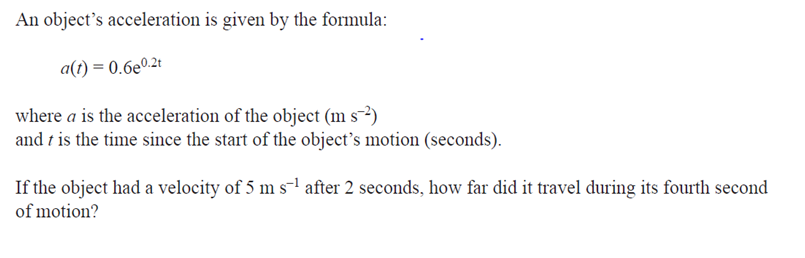 An object’s acceleration is given by the formula:
a(t) = 0.6e^0.2t
where a is the acceleration of the object (m s⁻²)
and t is the time since the start of the object’s motion (seconds).
If the object had a velocity of 5 m s⁻¹ after 2 seconds, how far did it travel during its fourth second
of motion?